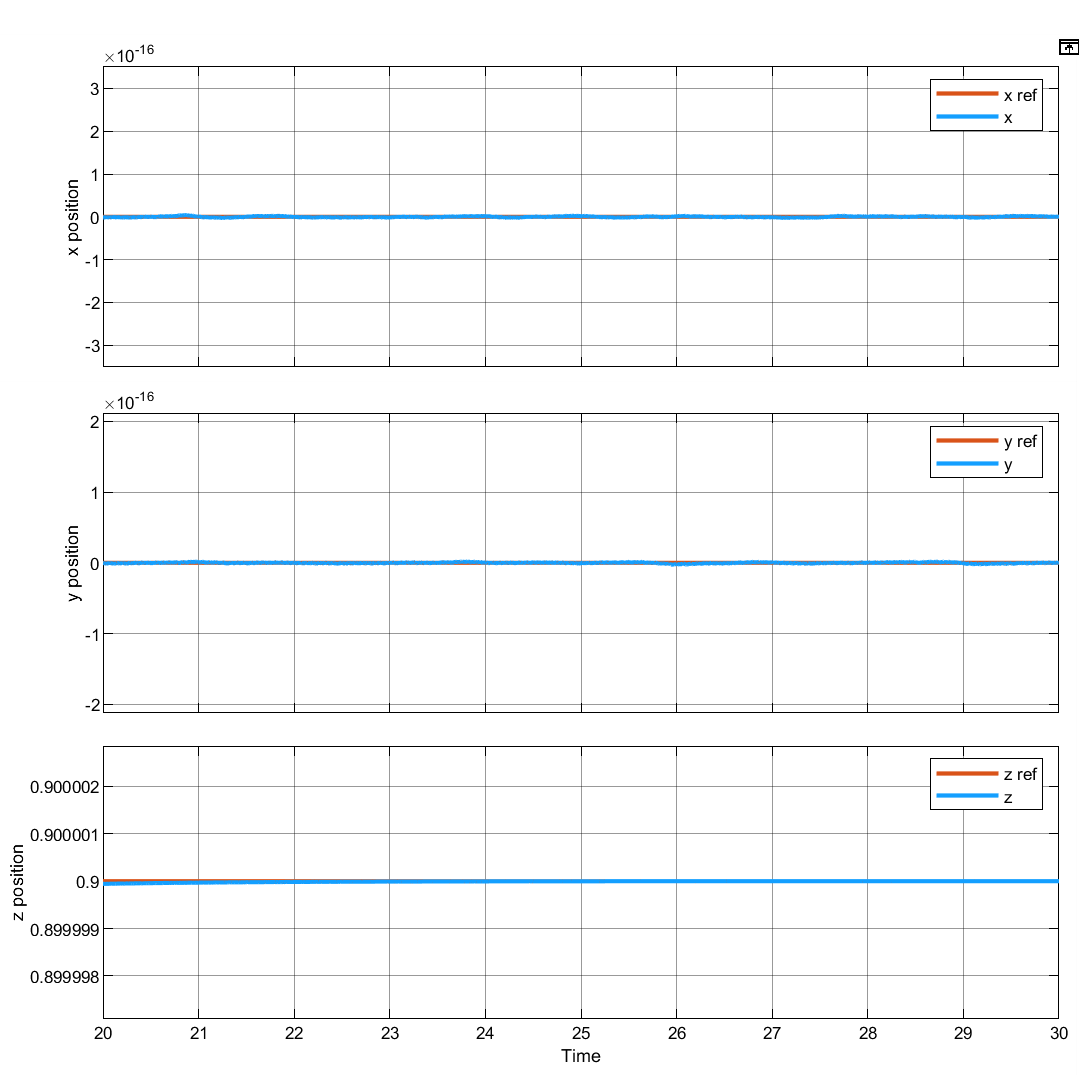 ×10-16
3
2
1
0
-1
-2
-3
x position
x ref
x
×10-16
2
1
0
-1
-2
y position
y ref
y
0.900002
0.900001
0.9
0.899999
0.899998
z position
z ref
z
20 21 22 23 24 25 26 27 28 29 30
Time